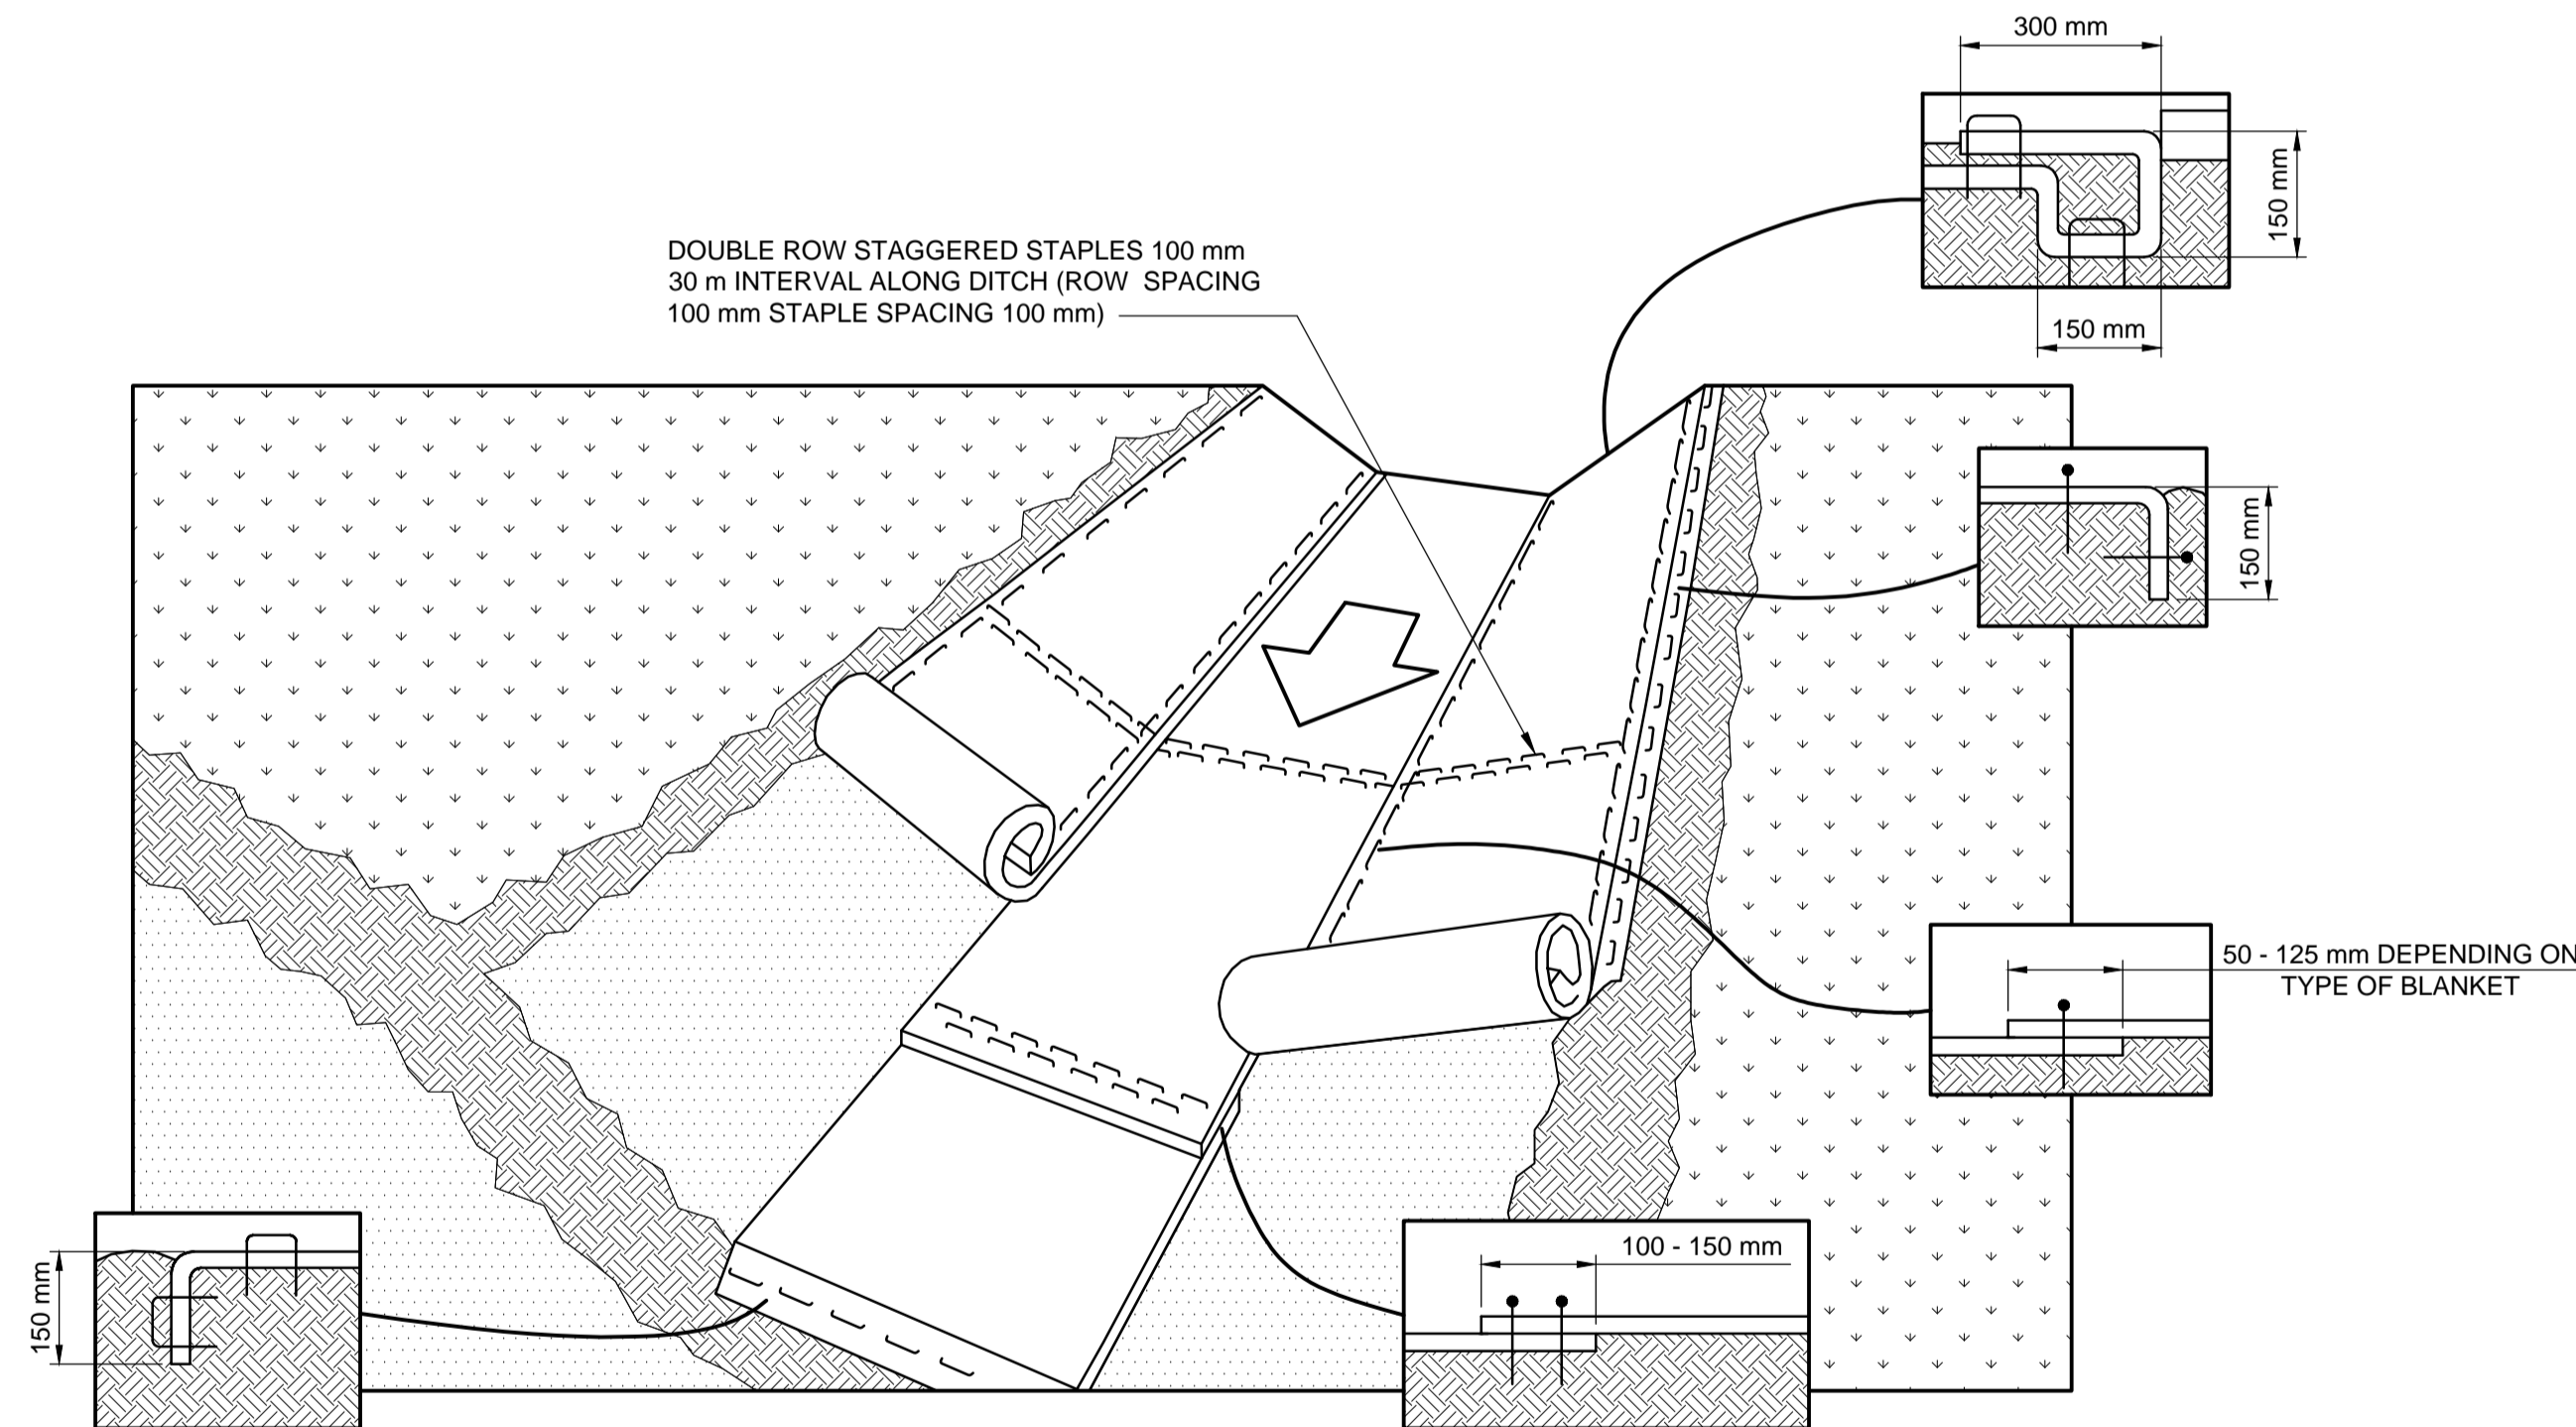 300 mm
150 mm
150 mm
DOUBLE ROW STAGGERED STAPLES 100 mm
30 m INTERVAL ALONG DITCH (ROW SPACING
100 mm STAPLE SPACING 100 mm)
150 mm
50 - 125 mm DEPENDING ON
TYPE OF BLANKET
100 - 150 mm
150 mm